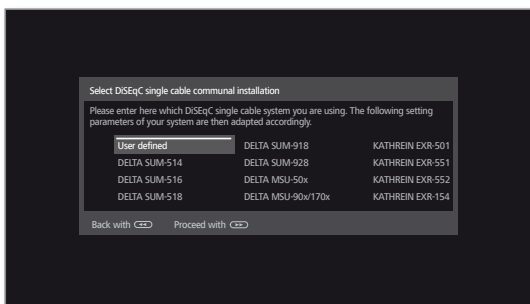 Select DiSEqC single cable communal installation
Please enter here which DiSEqC single cable system you are using. The following setting
parameters of your system are then adapted accordingly.
User defined DELTA SUM-918 KATHREIN EXR-501
DELTA SUM-514 DELTA SUM-928 KATHREIN EXR-551
DELTA SUM-516 DELTA MSU-50x KATHREIN EXR-552
DELTA SUM-518 DELTA MSU-90x/170x KATHREIN EXR-154
Back with Proceed with